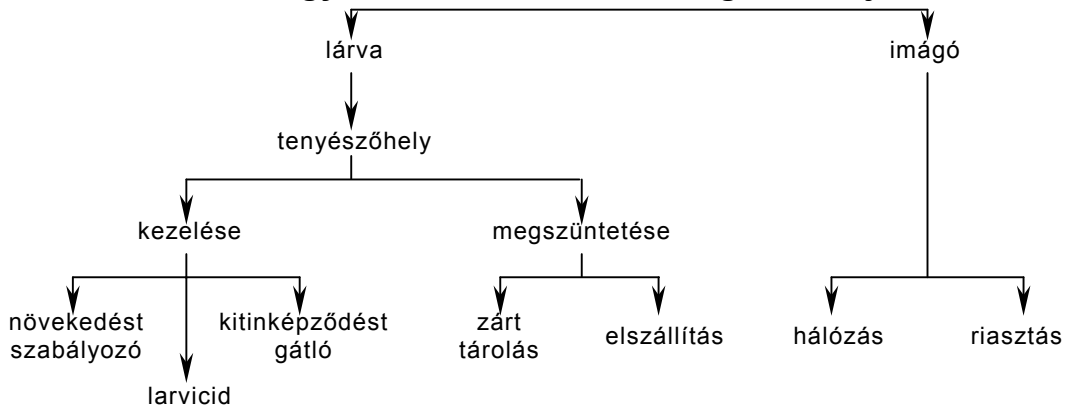 lárva imágó
tenyészőhely
kezelése megszüntetése
növekedést kitinképződést zárt
szabályozó gátló tárolás elszállítás hálózás riasztás
larvicid